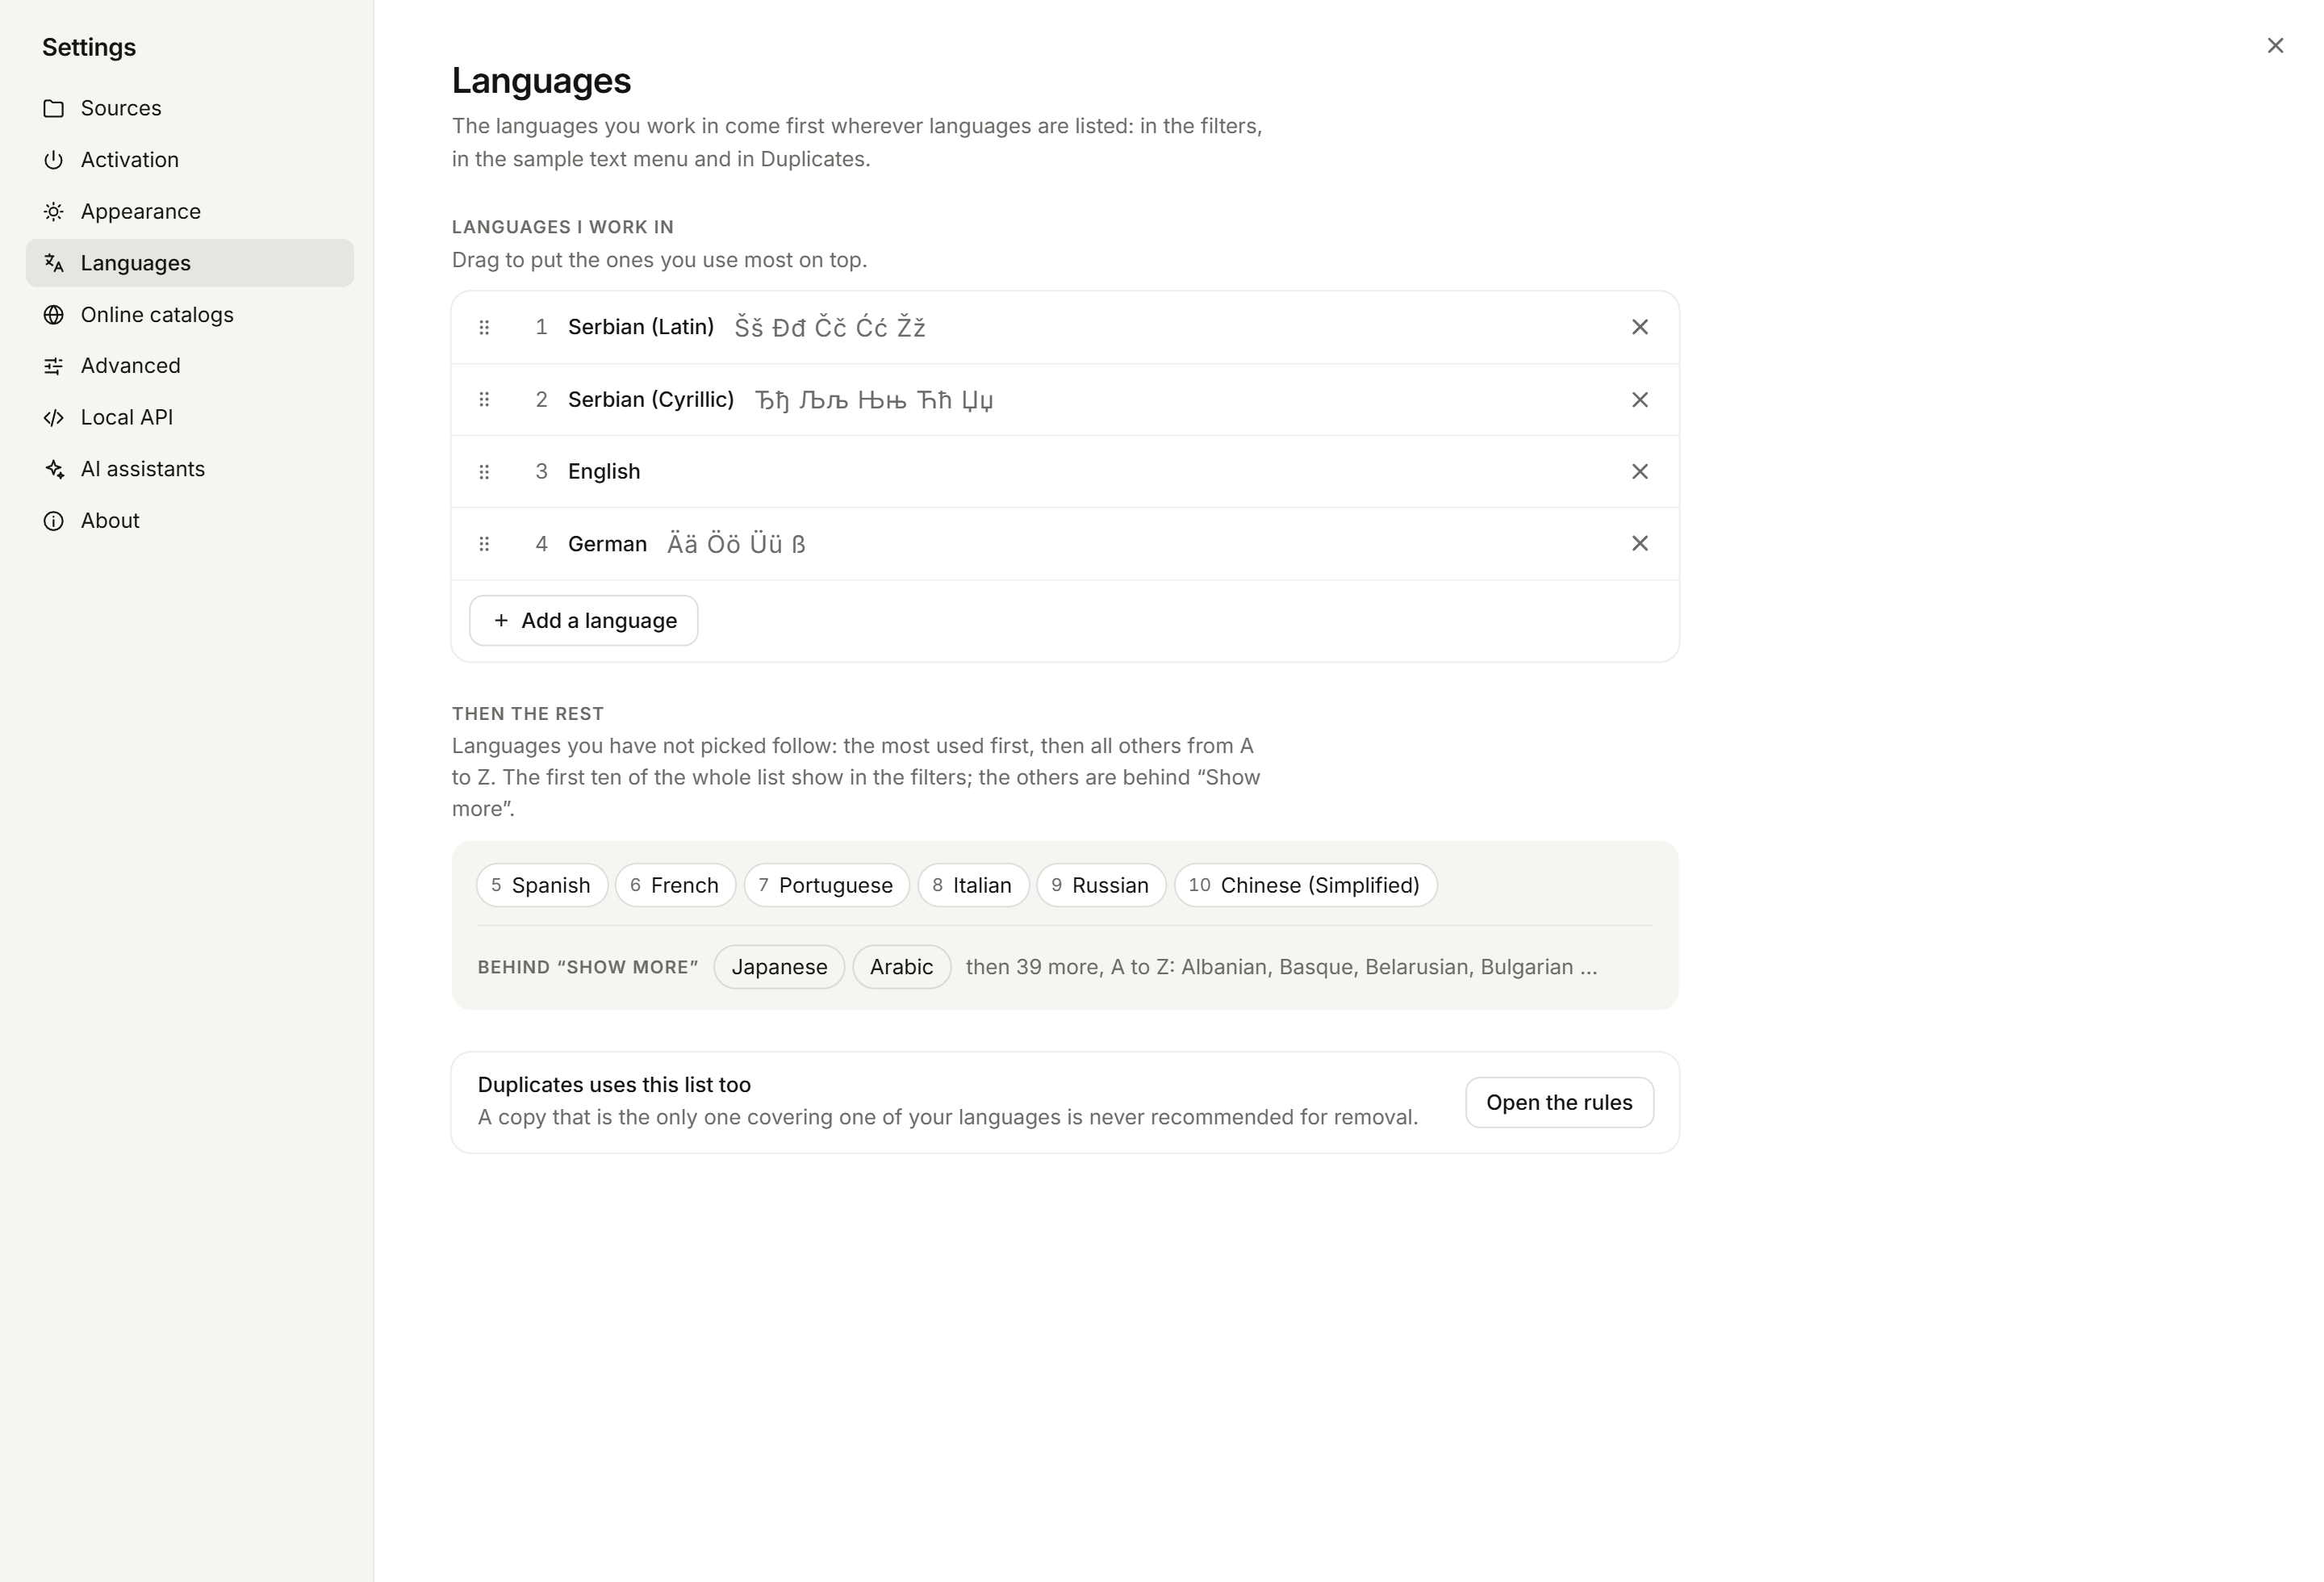 Settings
Sources
Activation
Appearance
Languages
Online catalogs
Advanced
Local API
AI assistants
About
Languages
The languages you work in come first wherever languages are listed: in the filters,
in the sample text menu and in Duplicates.
LANGUAGES I WORK IN
Drag to put the ones you use most on top.
1 Serbian (Latin) Šš Đđ Čč Ćć Žž
2 Serbian (Cyrillic) Ђђ Љљ Њњ Ћћ Џџ
3 English
4 German Ää Öö Üü ß
+ Add a language
THEN THE REST
Languages you have not picked follow: the most used first, then all others from A
to Z. The first ten of the whole list show in the filters; the others are behind “Show
more”.
5 Spanish 6 French 7 Portuguese 8 Italian 9 Russian 10 Chinese (Simplified)
BEHIND “SHOW MORE” Japanese Arabic then 39 more, A to Z: Albanian, Basque, Belarusian, Bulgarian …
Duplicates uses this list too
A copy that is the only one covering one of your languages is never recommended for removal.
Open the rules